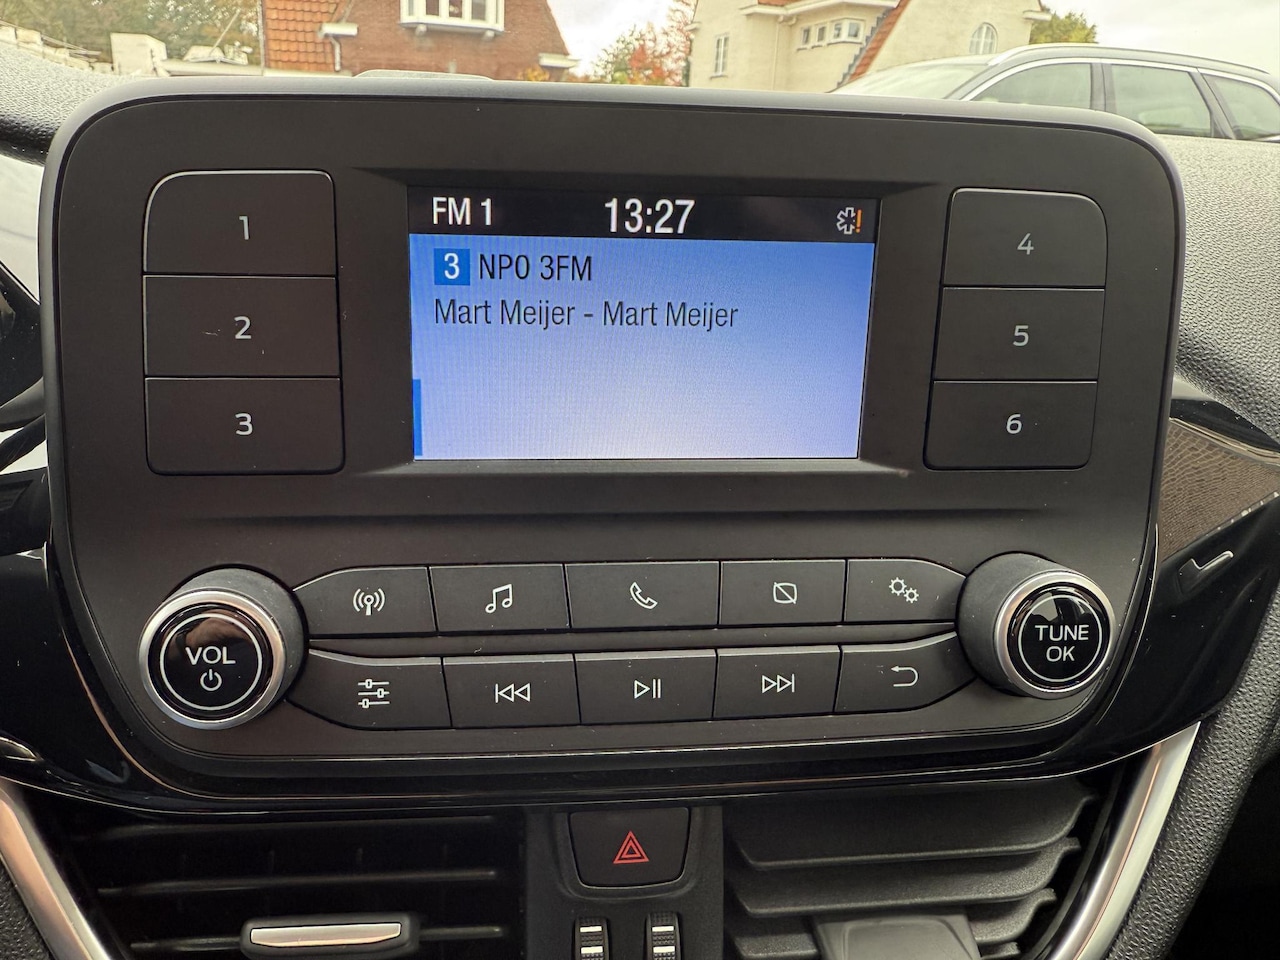 FM 1 13:27
3 NPO 3FM
Mart Meijer - Mart Meijer
1
2
3
4
5
6
VOL
TUNE
OK